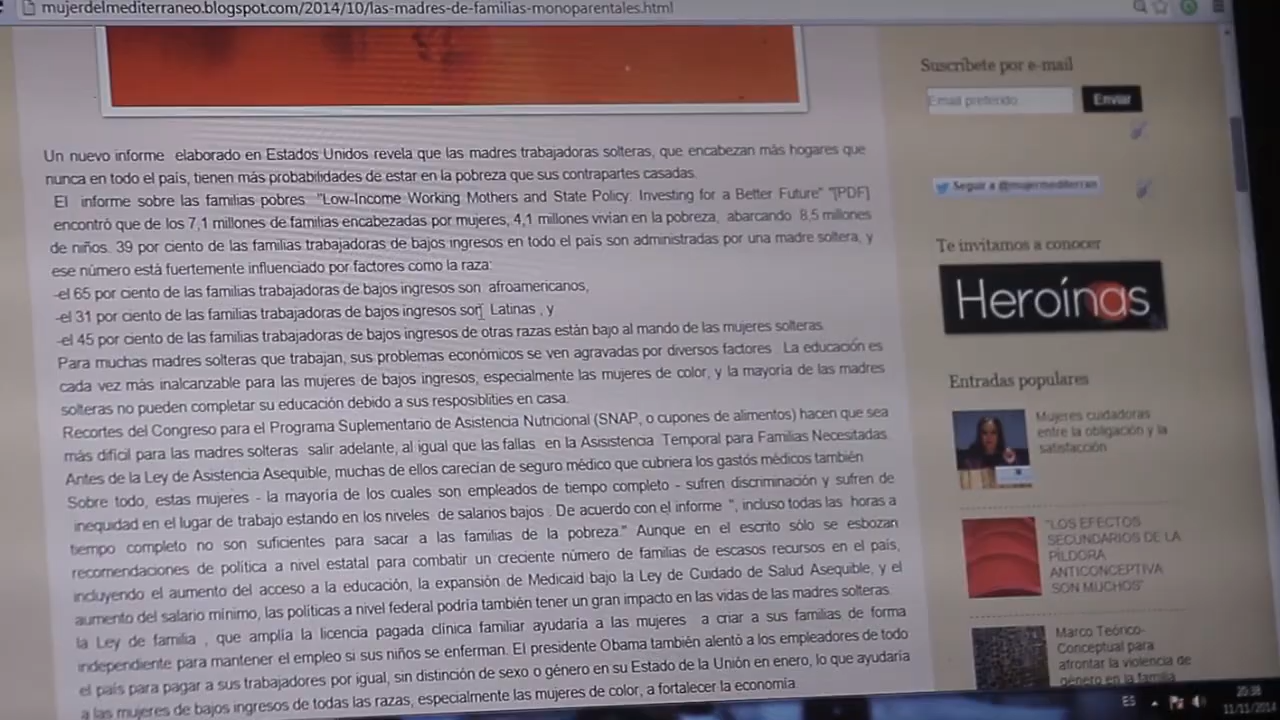 mujerdelmediterraneo.blogspot.com/2014/10/las-madres-de-familias-monoparentales.html
Un nuevo informe elaborado en Estados Unidos revela que las madres trabajadoras solteras, que encabezan más hogares que
nunca en todo el país, tienen más probabilidades de estar en la pobreza que sus contrapartes casadas.
El informe sobre las familias pobres "Low-Income Working Mothers and State Policy: Investing for a Better Future" "[PDF]
encontró que de los 7,1 millones de familias encabezadas por mujeres, 4,1 millones vivían en la pobreza, abarcando 8,5 millones
de niños. 39 por ciento de las familias trabajadoras de bajos ingresos en todo el país son administradas por una madre soltera, y
ese número está fuertemente influenciado por factores como la raza:
-el 65 por ciento de las familias trabajadoras de bajos ingresos son afroamericanos,
-el 31 por ciento de las familias trabajadoras de bajos ingresos son Latinas , y
-el 45 por ciento de las familias trabajadoras de bajos ingresos de otras razas están bajo al mando de las mujeres solteras.
Para muchas madres solteras que trabajan, sus problemas económicos se ven agravadas por diversos factores . La educación es
cada vez más inalcanzable para las mujeres de bajos ingresos, especialmente las mujeres de color, y la mayoría de las madres
solteras no pueden completar su educación debido a sus resposiblities en casa.
Recortes del Congreso para el Programa Suplementario de Asistencia Nutricional (SNAP, o cupones de alimentos) hacen que sea
más difícil para las madres solteras salir adelante, al igual que las fallas en la Asisistencia Temporal para Familias Necesitadas.
Antes de la Ley de Asistencia Asequible, muchas de ellos carecían de seguro médico que cubriera los gastós médicos también
Sobre todo, estas mujeres - la mayoría de los cuales son empleados de tiempo completo - sufren discriminación y sufren de
inequidad en el lugar de trabajo estando en los niveles de salarios bajos . De acuerdo con el informe ", incluso todas las horas a
tiempo completo no son suficientes para sacar a las familias de la pobreza." Aunque en el escrito sólo se esbozan
recomendaciones de política a nivel estatal para combatir un creciente número de familias de escasos recursos en el país,
incluyendo el aumento del acceso a la educación, la expansión de Medicaid bajo la Ley de Cuidado de Salud Asequible, y el
aumento del salario mínimo, las políticas a nivel federal podría también tener un gran impacto en las vidas de las madres solteras.
la Ley de familia , que amplía la licencia pagada clínica familiar ayudaría a las mujeres a criar a sus familias de forma
independiente para mantener el empleo si sus niños se enferman. El presidente Obama también alentó a los empleadores de todo
el país para pagar a sus trabajadores por igual, sin distinción de sexo o género en su Estado de la Unión en enero, lo que ayudaría
a las mujeres de bajos ingresos de todas las razas, especialmente las mujeres de color, a fortalecer la economía.
Suscríbete por e-mail
Email preferido
Enviar
Seguir a @mujermediterran
Te invitamos a conocer
Heroínas
Entradas populares
Mujeres cuidadoras
entre la obligación y la
satisfacción
"LOS EFECTOS
SECUNDARIOS DE LA
PÍLDORA
ANTICONCEPTIVA
SON MUCHOS"
Marco Teórico-
Conceptual para
afrontar la violencia de
género en la familia
ES
20:38
11/11/2014